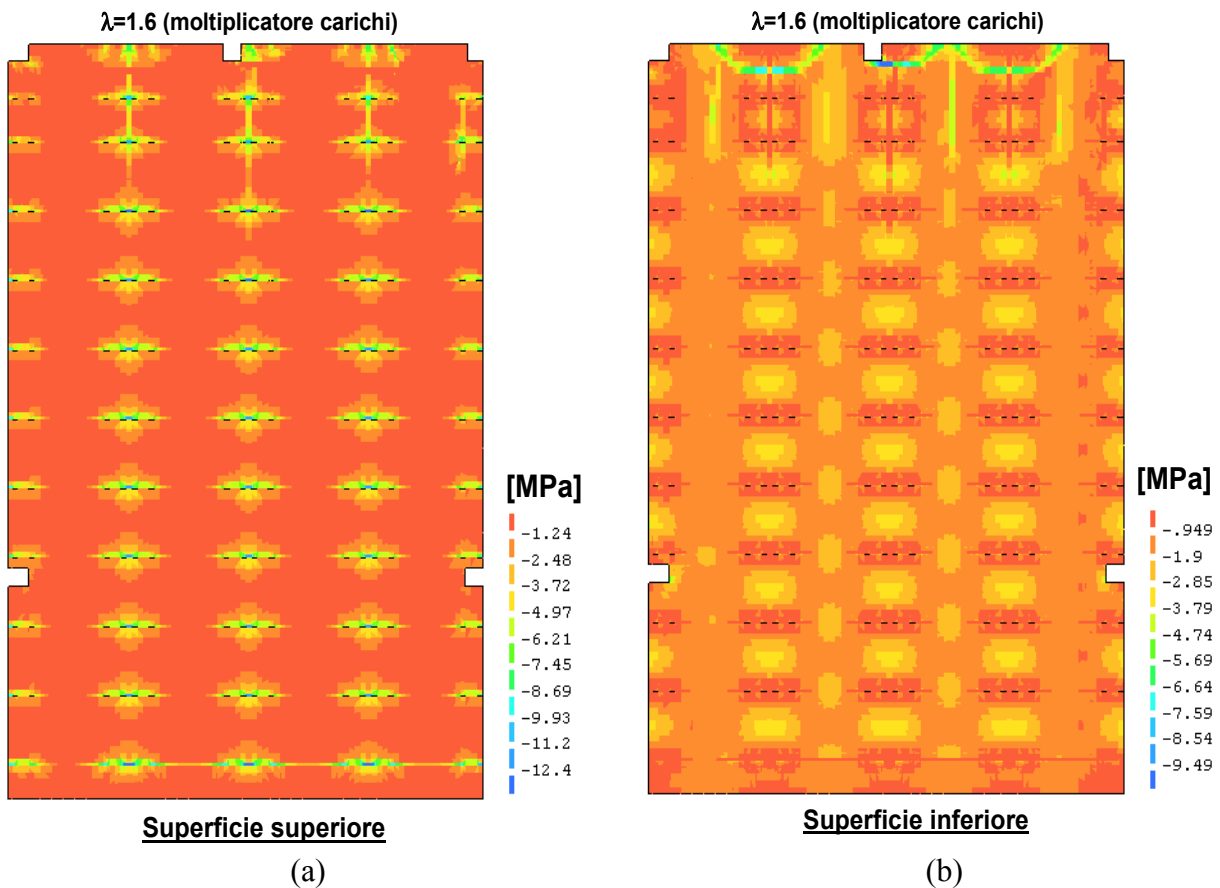 λ=1.6 (moltiplicatore carichi)
[MPa]
-1.24
-2.48
-3.72
-4.97
-6.21
-7.45
-8.69
-9.93
-11.2
-12.4
Superficie superiore
(a)
λ=1.6 (moltiplicatore carichi)
[MPa]
-.949
-1.9
-2.85
-3.79
-4.74
-5.69
-6.64
-7.59
-8.54
-9.49
Superficie inferiore
(b)